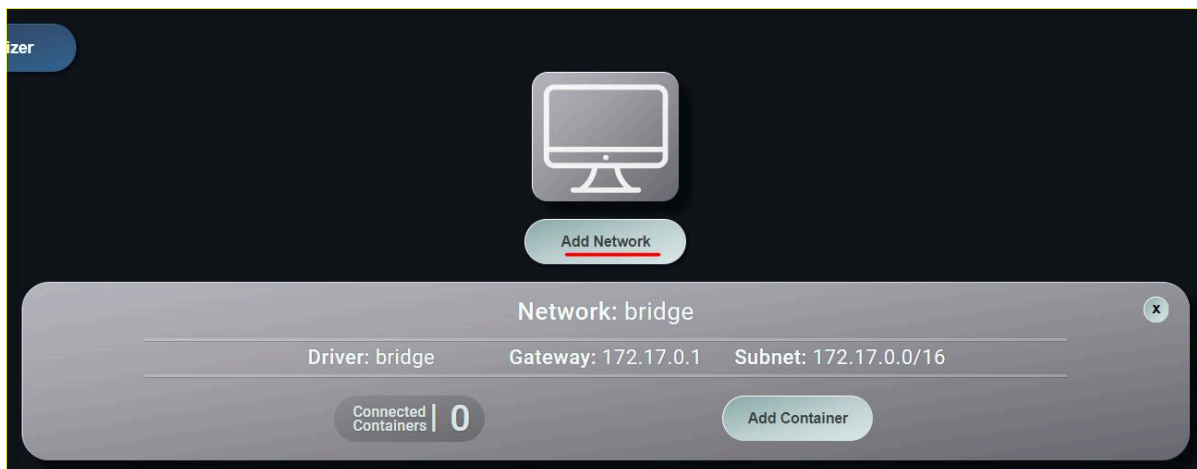 izer
Add Network
Network: bridge
Driver: bridge Gateway: 172.17.0.1 Subnet: 172.17.0.0/16
Connected
Containers | 0
Add Container
x